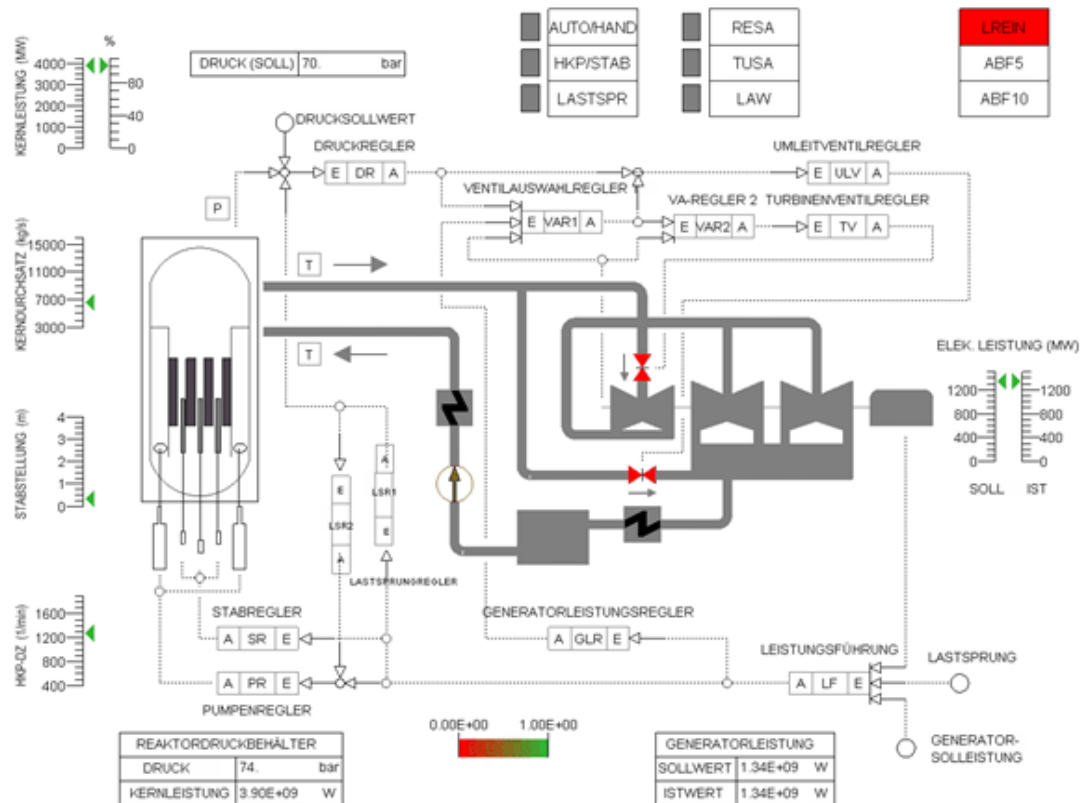 AUTO/HAND
RESA
LREIN
HKP/STAB
TUSA
ABF5
LASTSPR
LAW
ABF10
KERNLEISTUNG (MW)
4000
3000
2000
1000
0
%
80
40
0
DRUCK (SOLL) 70. bar
DRUCKSOLLWERT
DRUCKREGLER
E DR A
UMLEITVENTILREGLER
E ULV A
VENTILAUSWAHLREGLER 1
E VAR1 A
VA-REGLER 2
E VAR2 A
TURBINENVENTILREGLER
E TV A
P
T
T
KERNDURCHSATZ (kg/s)
15000
11000
7000
3000
STABSTELLUNG (m)
4
3
2
1
0
HKP-DZ (1/min)
1600
1200
800
400
ELEK. LEISTUNG (MW)
1200
800
400
0
1200
800
400
0
SOLL IST
E
LSR2
A
A
LSR1
E
LASTSPRUNGREGLER
STABREGLER
A SR E
GENERATORLEISTUNGSREGLER
A GLR E
A PR E
PUMPENREGLER
LEISTUNGSFÜHRUNG
A LF E
LASTSPRUNG
GENERATOR-
SOLLEISTUNG
0.00E+00 1.00E+00
REAKTORDRUCKBEHÄLTER
DRUCK 74. bar
KERNLEISTUNG 3.90E+09 W
GENERATORLEISTUNG
SOLLWERT 1.34E+09 W
ISTWERT 1.34E+09 W